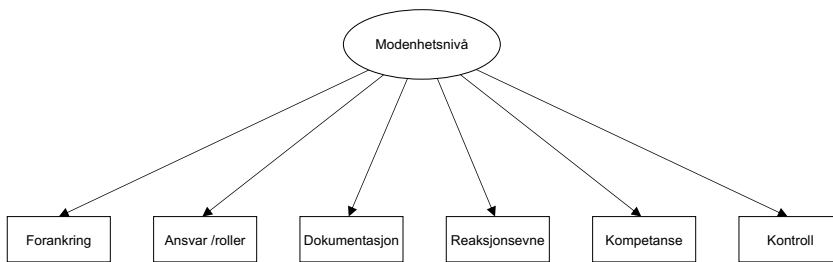 Modenhetsnivå
Forankring
Ansvar /roller
Dokumentasjon
Reaksjonsevne
Kompetanse
Kontroll